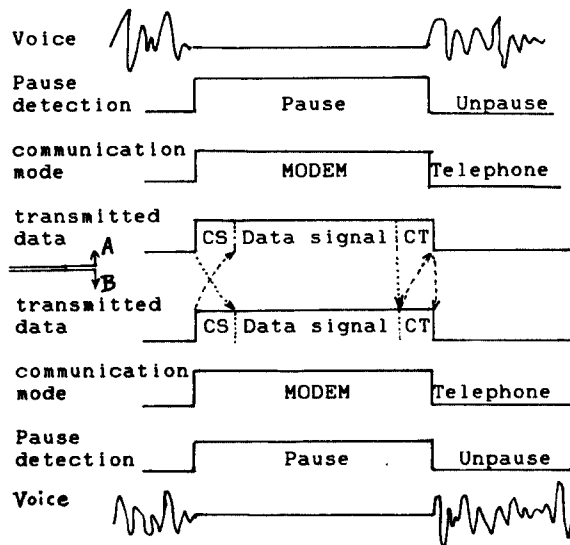 Voice
Pause
detection
Pause
Unpause
communication
mode
MODEM
Telephone
transmitted
data
CS
Data signal
CT
A
B
transmitted
data
CS
Data signal
CT
communication
mode
MODEM
Telephone
Pause
detection
Pause
Unpause
Voice